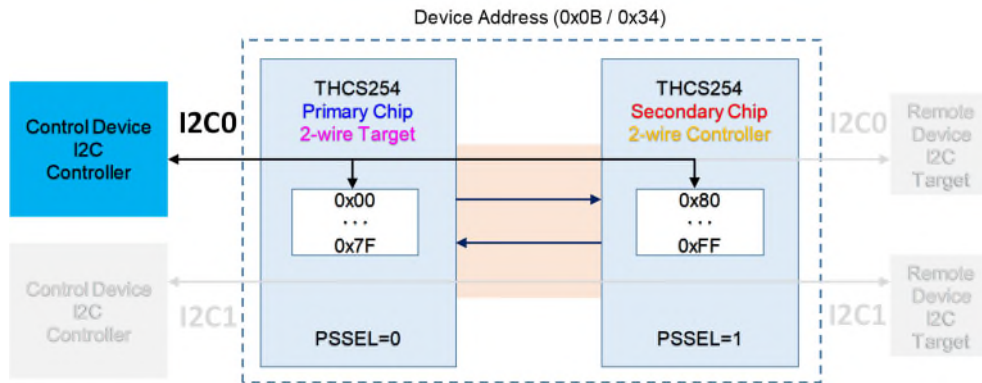 Device Address (0x0B / 0x34)
Control Device
I2C
Controller
I2C0
THCS254
Primary Chip
2-wire Target
0x00
...
0x7F
PSSEL=0
THCS254
Secondary Chip
2-wire Controller
0x80
...
0xFF
PSSEL=1
I2C0
Remote
Device
I2C
Target
Control Device
I2C
Controller
I2C1
I2C1
Remote
Device
I2C
Target